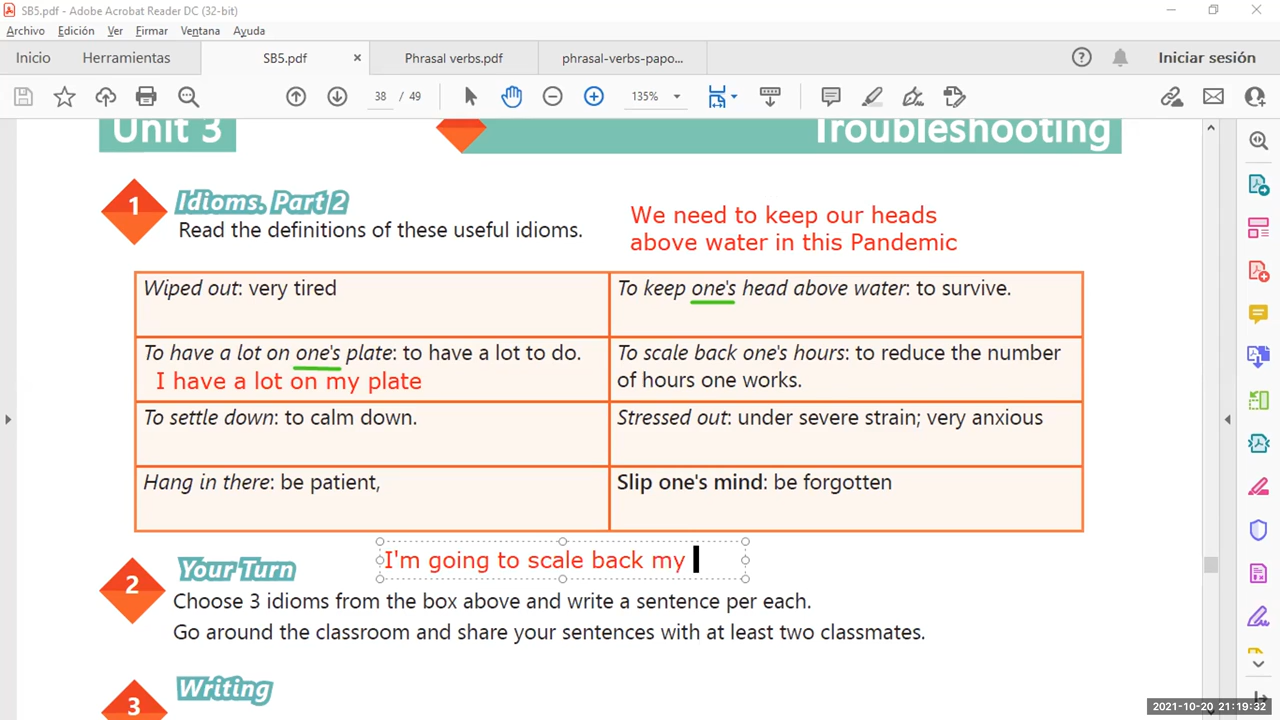 SB5.pdf - Adobe Acrobat Reader DC (32-bit)
Archivo Edición Ver Firmar Ventana Ayuda
Inicio Herramientas SB5.pdf × Phrasal verbs.pdf phrasal-verbs-papo... Iniciar sesión
38 / 49 135%
Unit 3 Troubleshooting
1 Idioms. Part 2
Read the definitions of these useful idioms.
We need to keep our heads
above water in this Pandemic
Wiped out: very tired
To keep one's head above water: to survive.
To have a lot on one's plate: to have a lot to do.
I have a lot on my plate
To scale back one's hours: to reduce the number
of hours one works.
To settle down: to calm down.
Stressed out: under severe strain; very anxious
Hang in there: be patient,
Slip one's mind: be forgotten
I'm going to scale back my
2 Your Turn
Choose 3 idioms from the box above and write a sentence per each.
Go around the classroom and share your sentences with at least two classmates.
3 Writing
2021-10-20 21:19:32